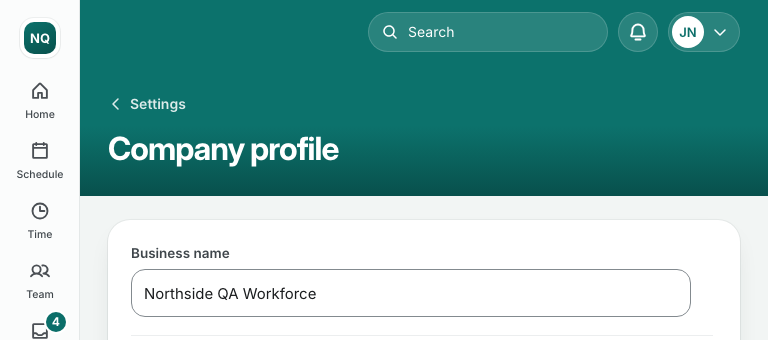 NQ
Search
JN
Home
Schedule
Time
Team
4
Settings
Company profile
Business name
Northside QA Workforce